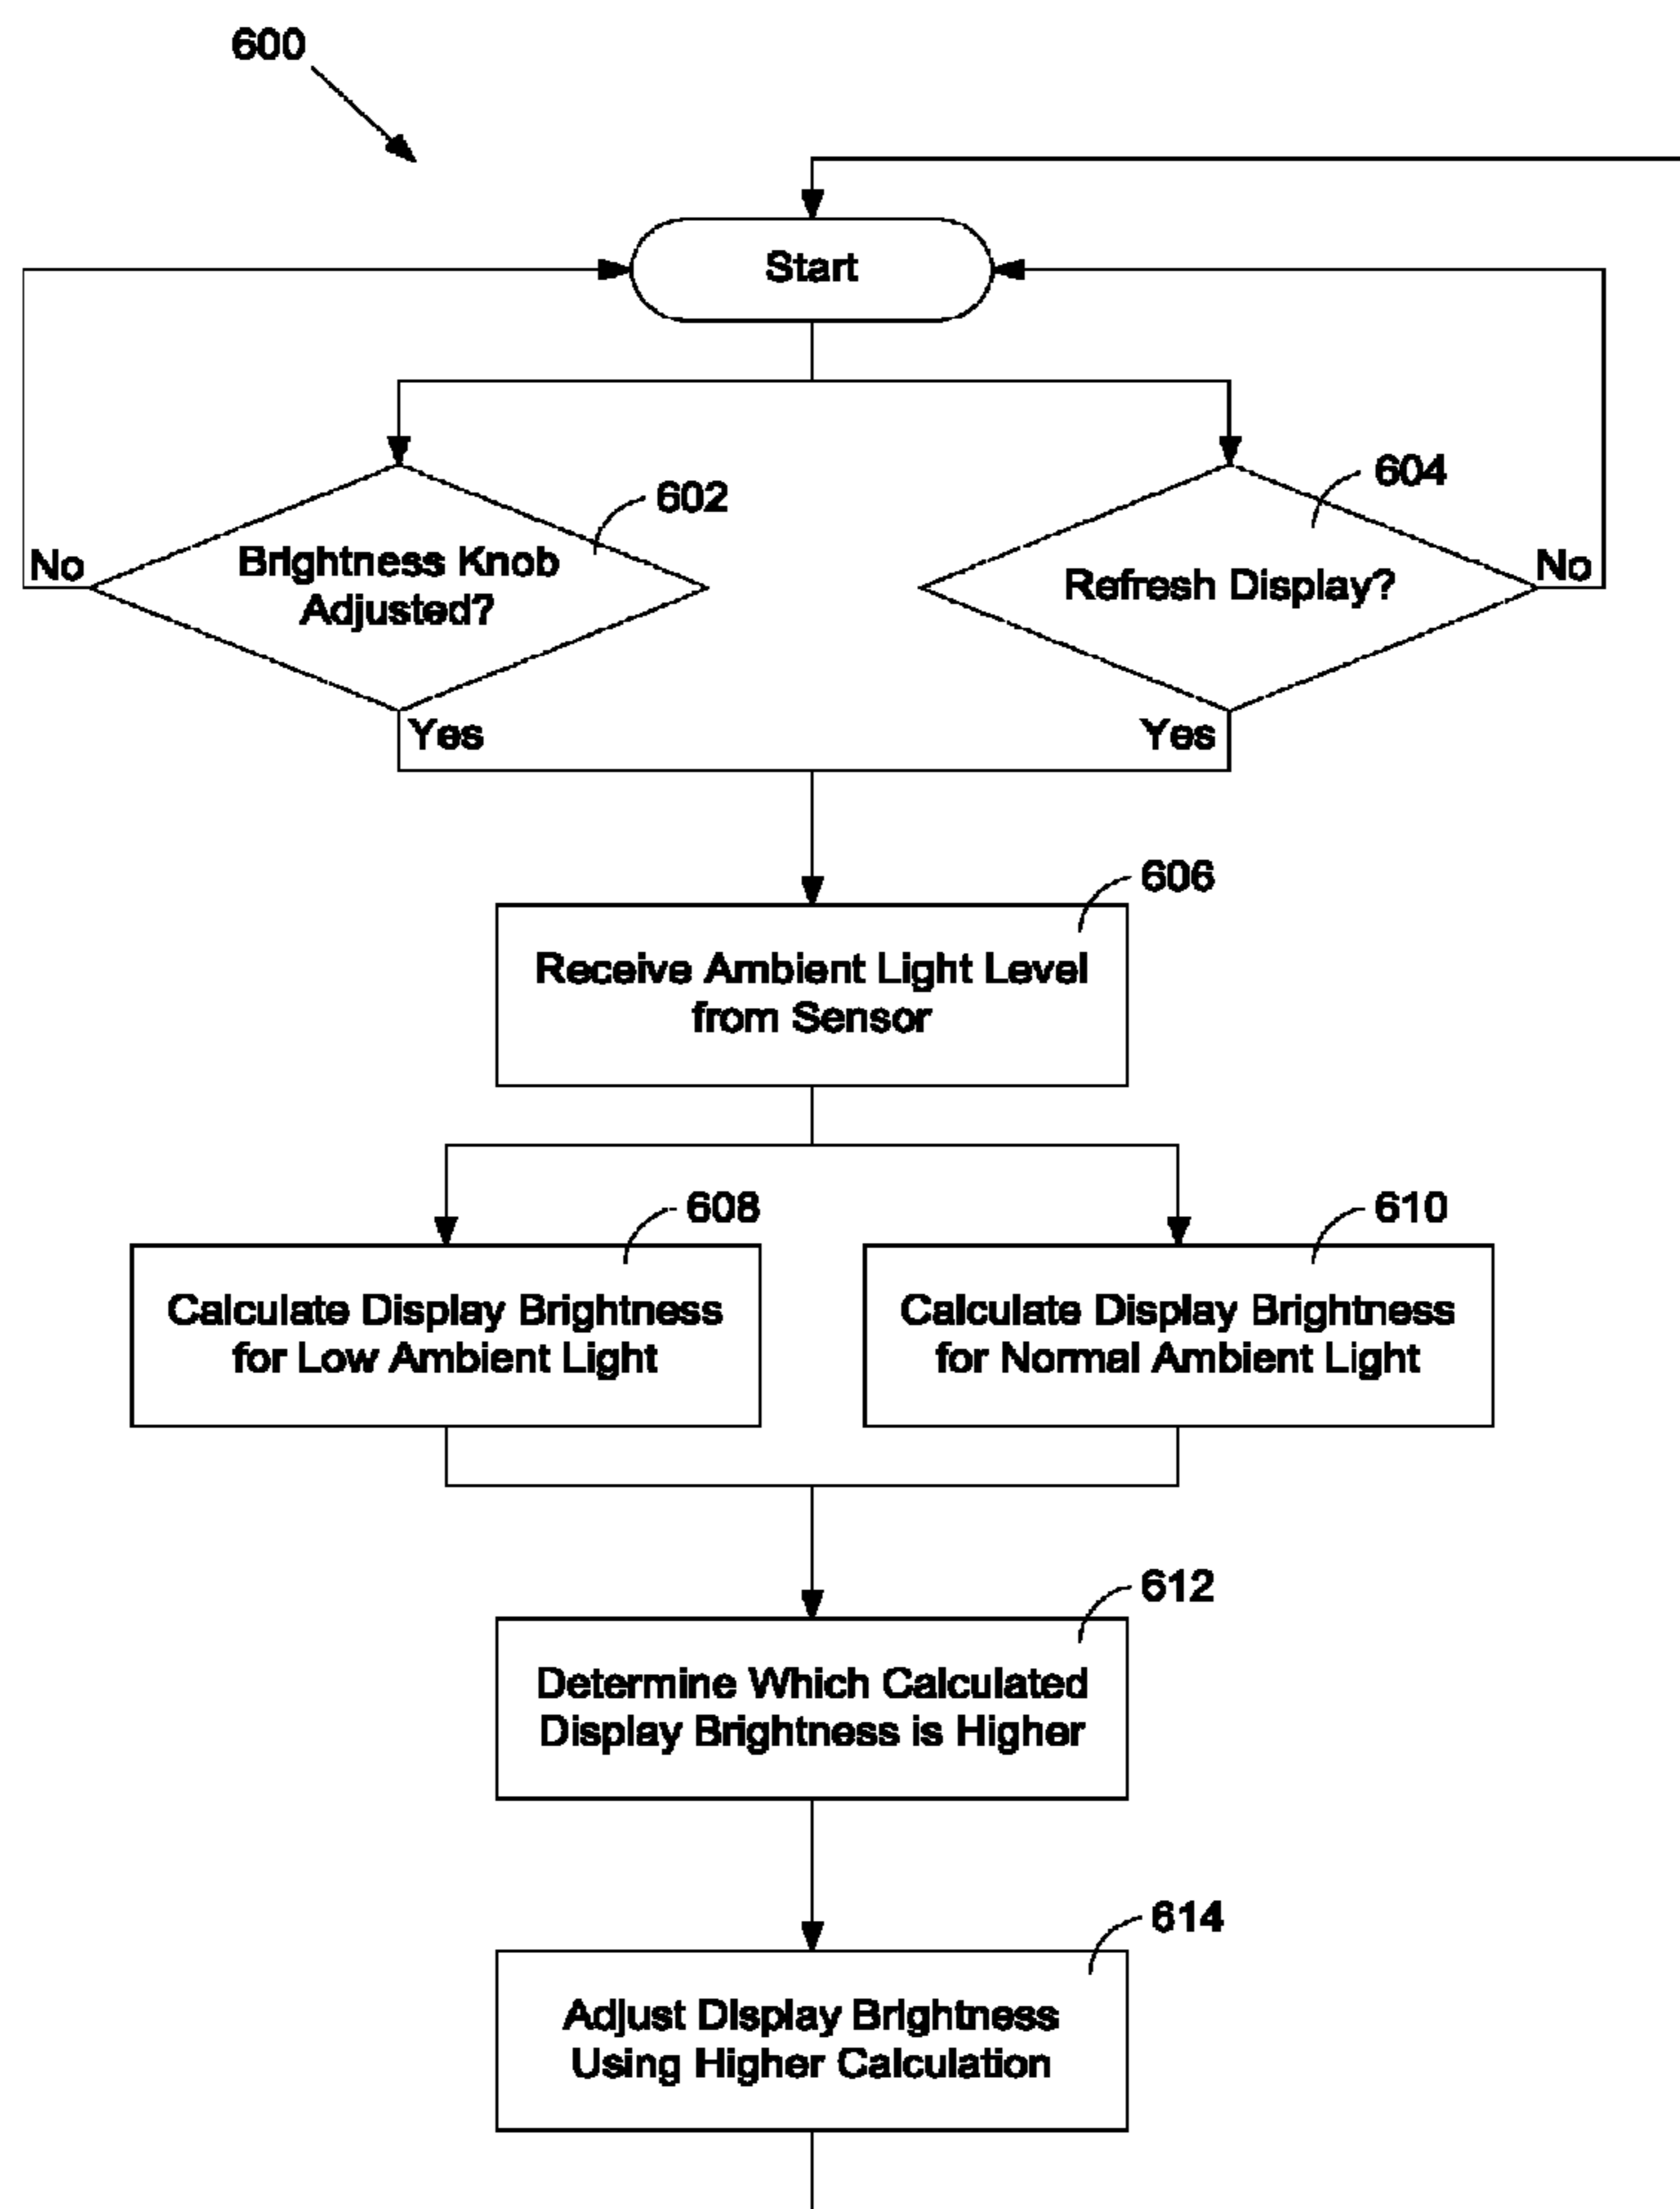 600
Start
602
604
No
Brightness Knob
Adjusted?
Refresh Display?
No
Yes
Yes
606
Receive Ambient Light Level
from Sensor
608
610
Calculate Display Brightness
for Low Ambient Light
Calculate Display Brightness
for Normal Ambient Light
612
Determine Which Calculated
Display Brightness is Higher
614
Adjust Display Brightness
Using Higher Calculation